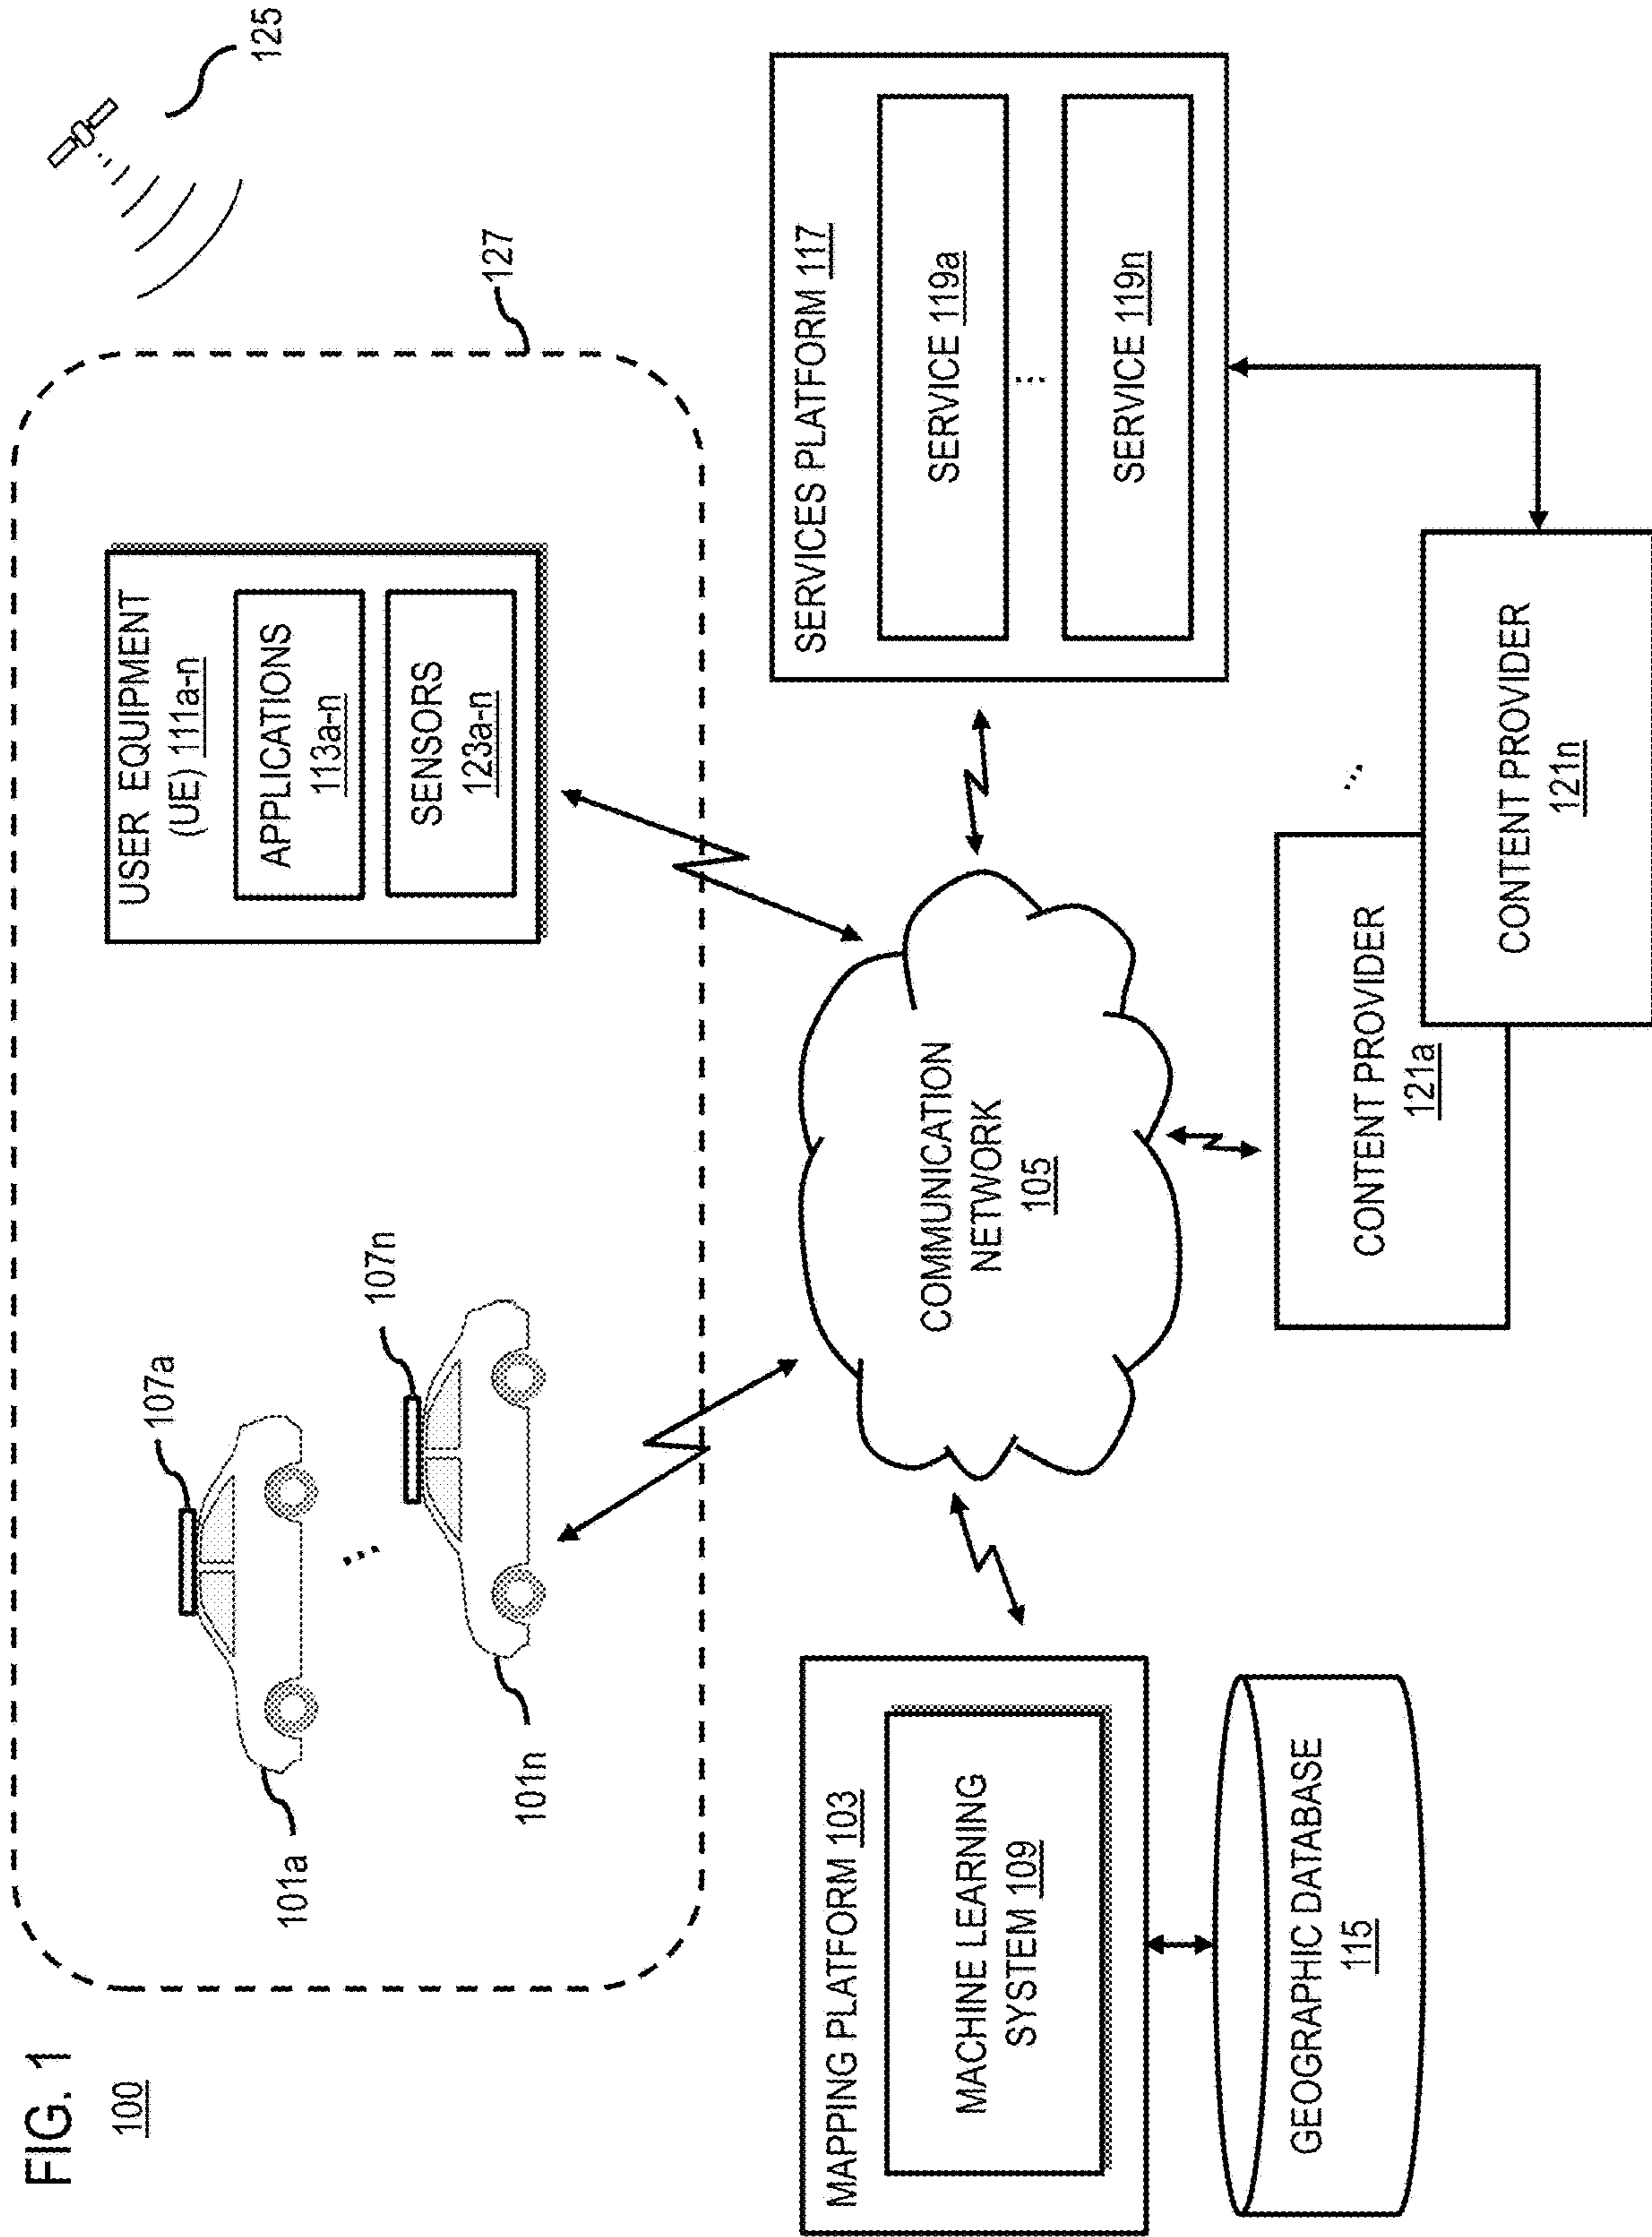 FIG. 1
100
125
127
107a
107n
101a
101n
USER EQUIPMENT
(UE) 111a-n
APPLICATIONS
113a-n
SENSORS
123a-n
MAPPING PLATFORM 103
MACHINE LEARNING
SYSTEM 109
GEOGRAPHIC DATABASE
115
COMMUNICATION
NETWORK
105
SERVICES PLATFORM 117
SERVICE 119a
...
SERVICE 119n
CONTENT PROVIDER
121a
...
CONTENT PROVIDER
121n